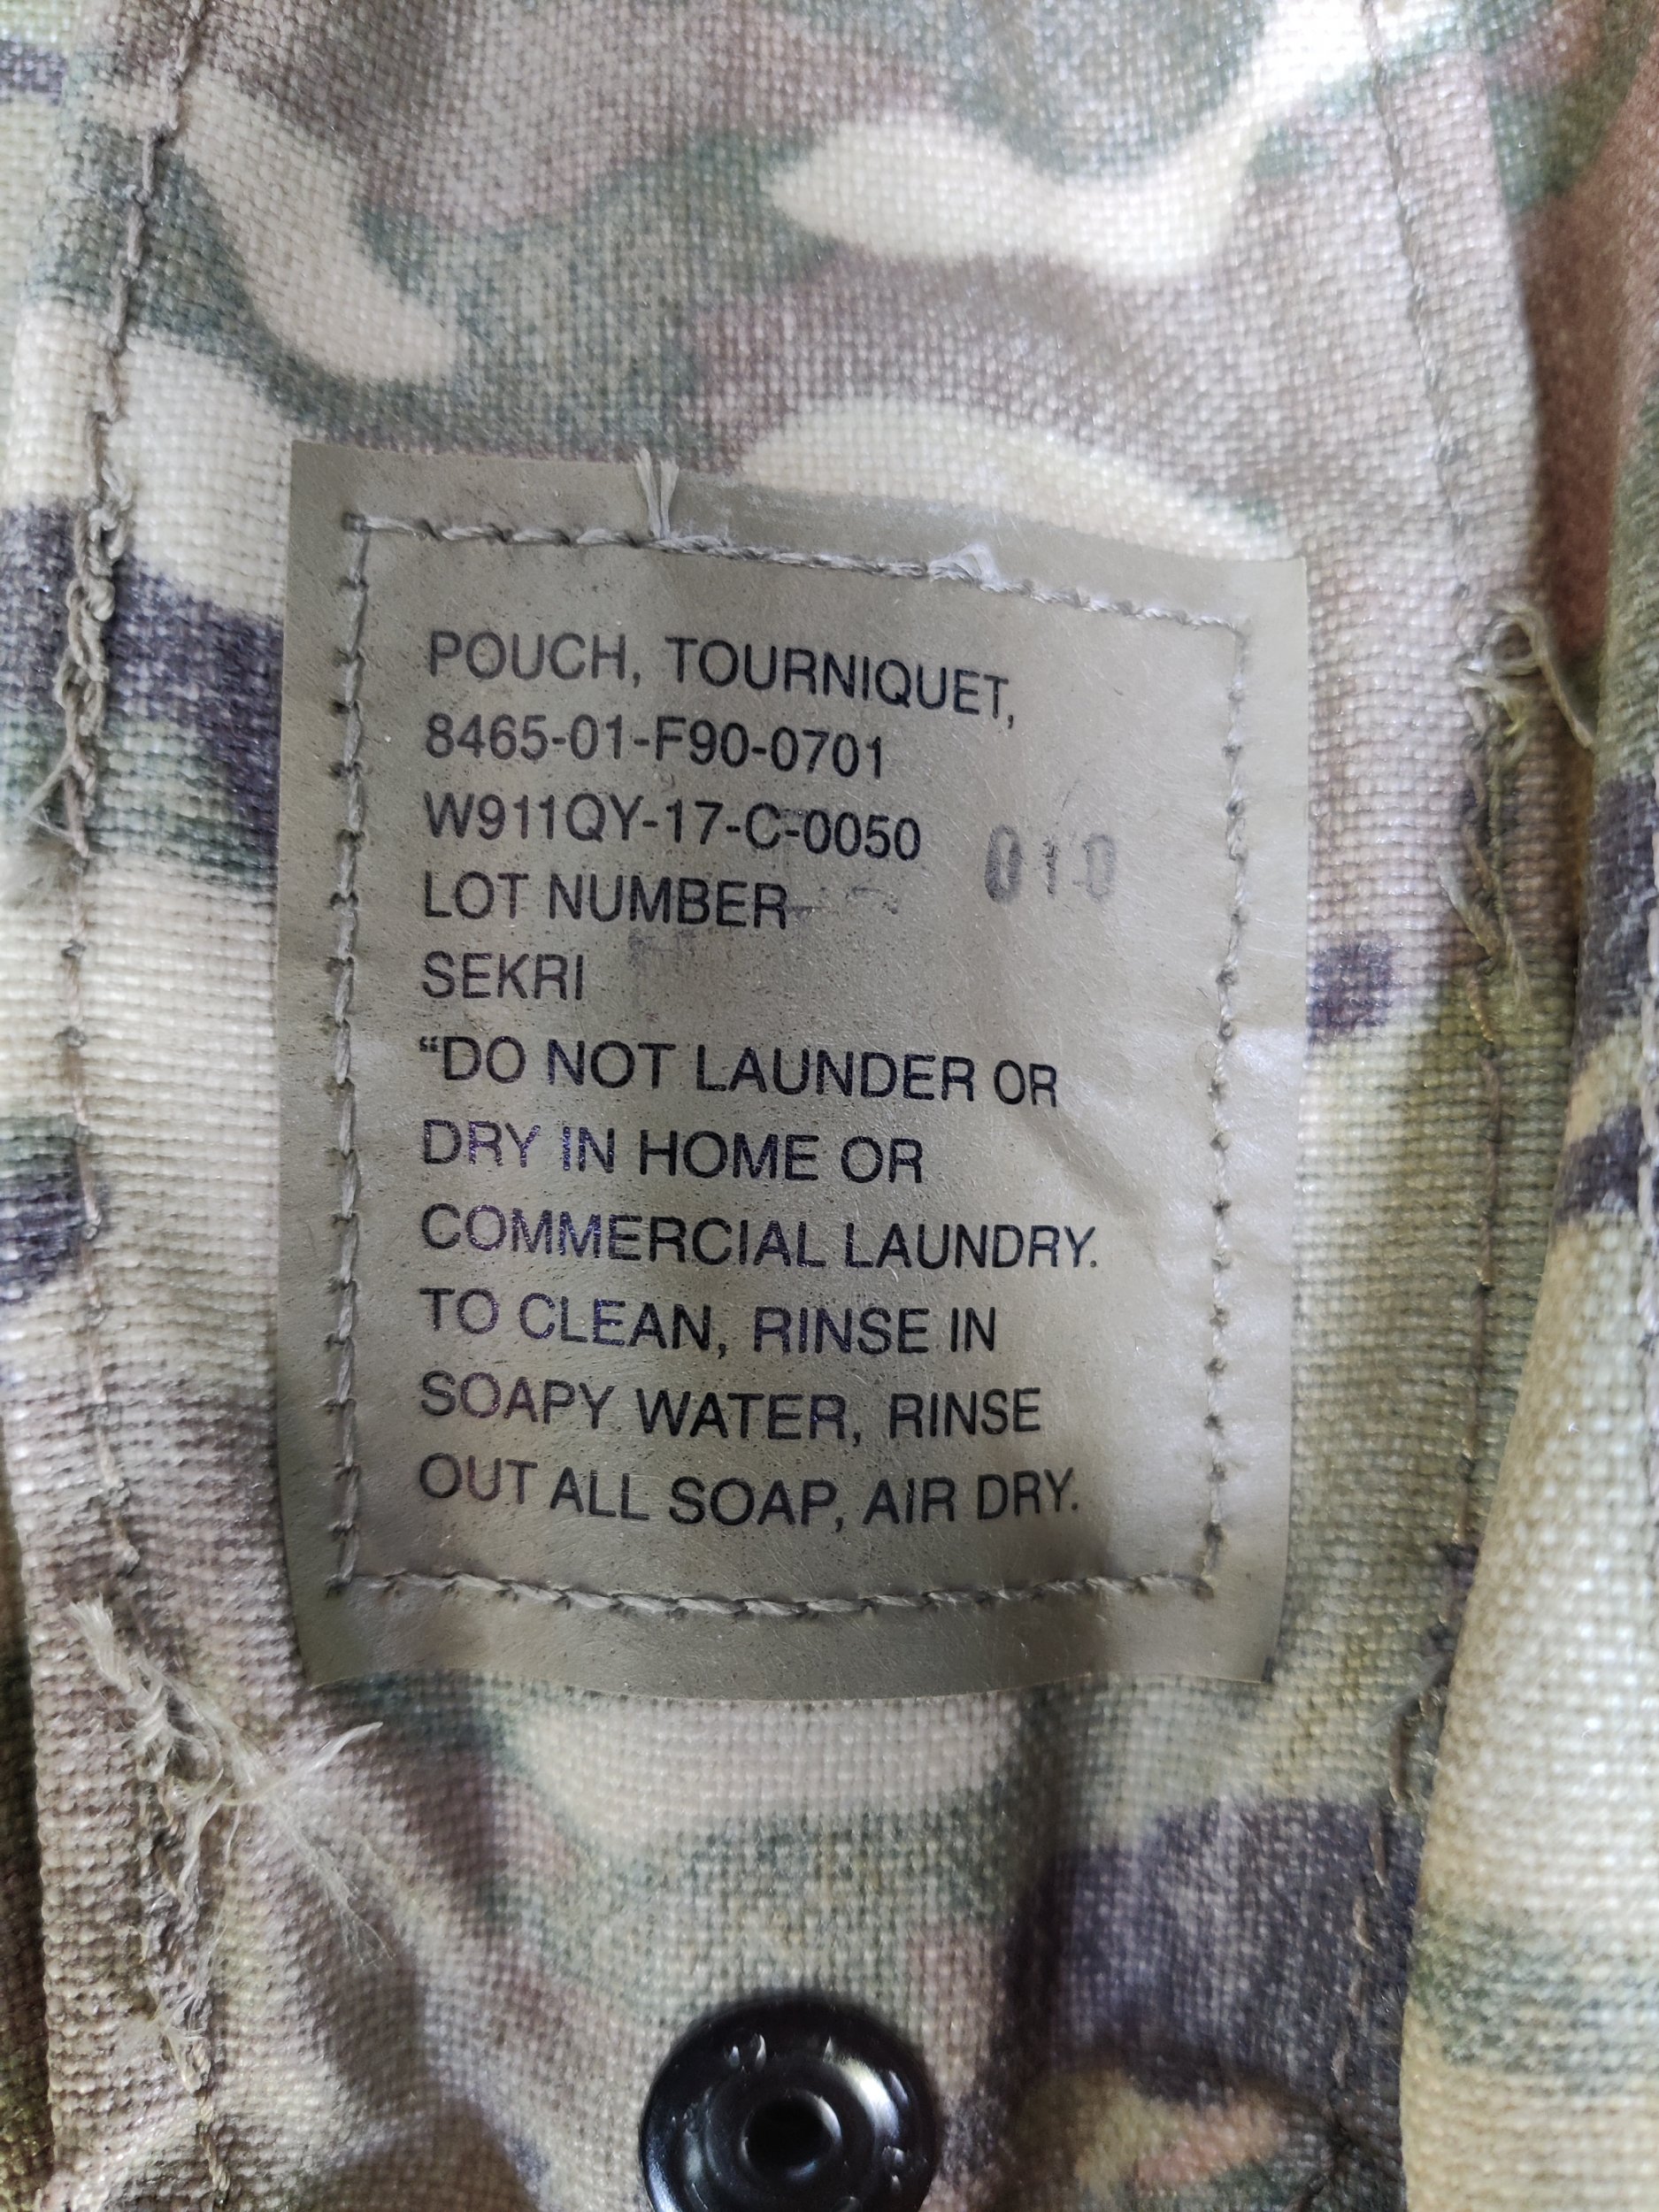 POUCH, TOURNIQUET,
8465-01-F90-0701
W911QY-17-C-0050
LOT NUMBER 010
SEKRI
“DO NOT LAUNDER OR
DRY IN HOME OR
COMMERCIAL LAUNDRY.
TO CLEAN, RINSE IN
SOAPY WATER, RINSE
OUT ALL SOAP, AIR DRY.